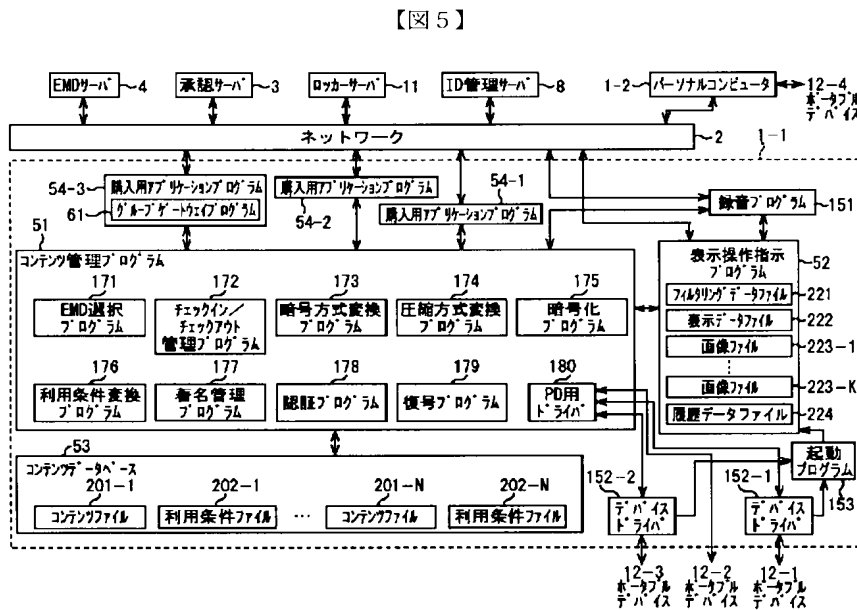 【図5】
EMDサーバ
4
承認サーバ
3
ロッカーサーバ
11
ID管理サーバ
8
1-2
パーソナルコンピュータ
12-4
ポータブル
デバイス
ネットワーク
2
1-1
54-3
購入用アプリケーションプログラム
61
グループゲートウェイプログラム
購入用アプリケーションプログラム
54-2
54-1
購入用アプリケーションプログラム
録音プログラム
151
51
コンテンツ管理プログラム
171
EMD選択
プログラム
172
チェックイン/
チェックアウト
管理プログラム
173
暗号方式変換
プログラム
174
圧縮方式変換
プログラム
175
暗号化
プログラム
176
利用条件変換
プログラム
177
署名管理
プログラム
178
認証プログラム
179
復号プログラム
180
PD用
ドライバ
表示操作指示
プログラム
52
フィルタリングデータファイル
221
表示データファイル
222
画像ファイル
223-1
画像ファイル
223-K
履歴データファイル
224
53
コンテンツデータベース
201-1
コンテンツファイル
202-1
利用条件ファイル
…
201-N
コンテンツファイル
202-N
利用条件ファイル
152-2
デバイス
ドライバ
152-1
デバイス
ドライバ
起動
プログラム
153
12-3
ポータブル
デバイス
12-2
ポータブル
デバイス
12-1
ポータブル
デバイス